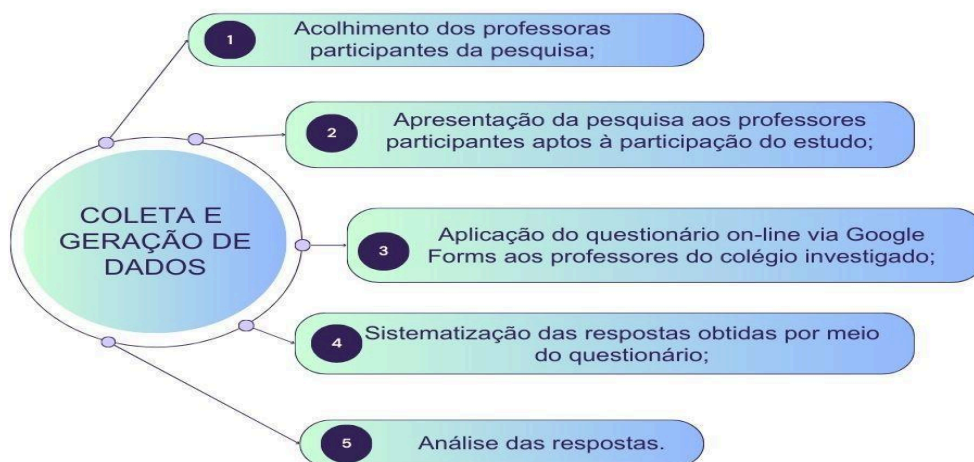 COLETA E
GERAÇÃO DE
DADOS
1
Acolhimento dos professoras
participantes da pesquisa;
2
Apresentação da pesquisa aos professores
participantes aptos à participação do estudo;
3
Aplicação do questionário on-line via Google
Forms aos professores do colégio investigado;
4
Sistematização das respostas obtidas por meio
do questionário;
5
Análise das respostas.